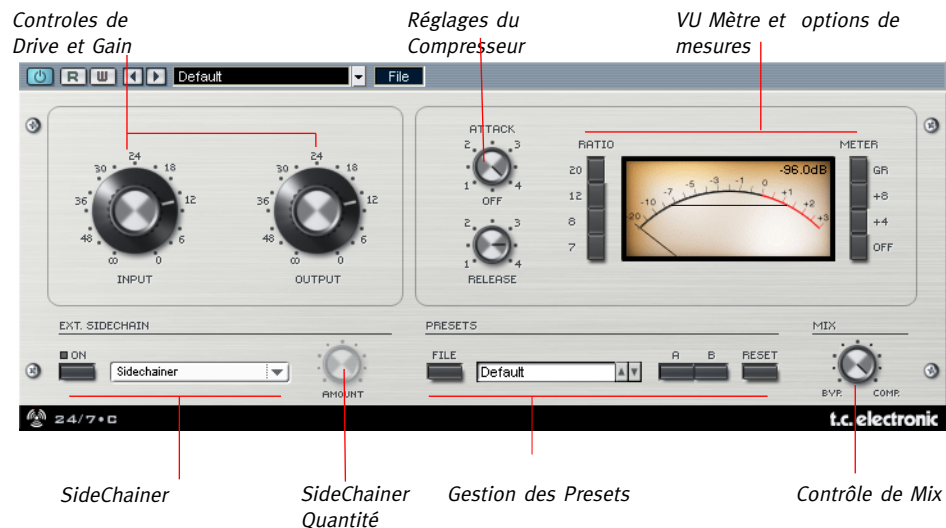 Controles de
Drive et Gain
Réglages du
Compresseur
VU Mètre et options de
mesures
R W Default File
24
30 18
36 12
48 6
∞ 0
INPUT
24
30 18
36 12
48 6
∞ 0
OUTPUT
ATTACK
2 3
1 4
OFF
2 3
1 4
RELEASE
RATIO
20
12
8
7
-96.0dB
-20 -10 -7 -5 -3 -1 0 +1 +2 +3
METER
GR
+8
+4
OFF
EXT. SIDECHAIN
ON
Sidechainer
AMOUNT
PRESETS
FILE
Default
A B RESET
MIX
BYP. COMP.
24/7•C
t.c. electronic
SideChainer
SideChainer
Quantité
Gestion des Presets
Contrôle de Mix